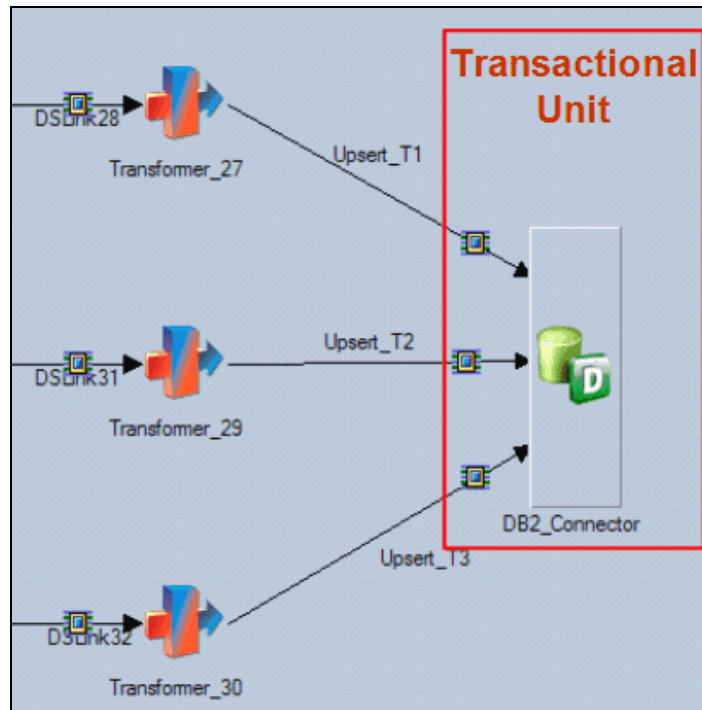 Transactional
Unit
DSLink28
Transformer_27
Upsert_T1
DSLink31
Transformer_29
Upsert_T2
D
DB2_Connector
Upsert_T3
DSLink32
Transformer_30